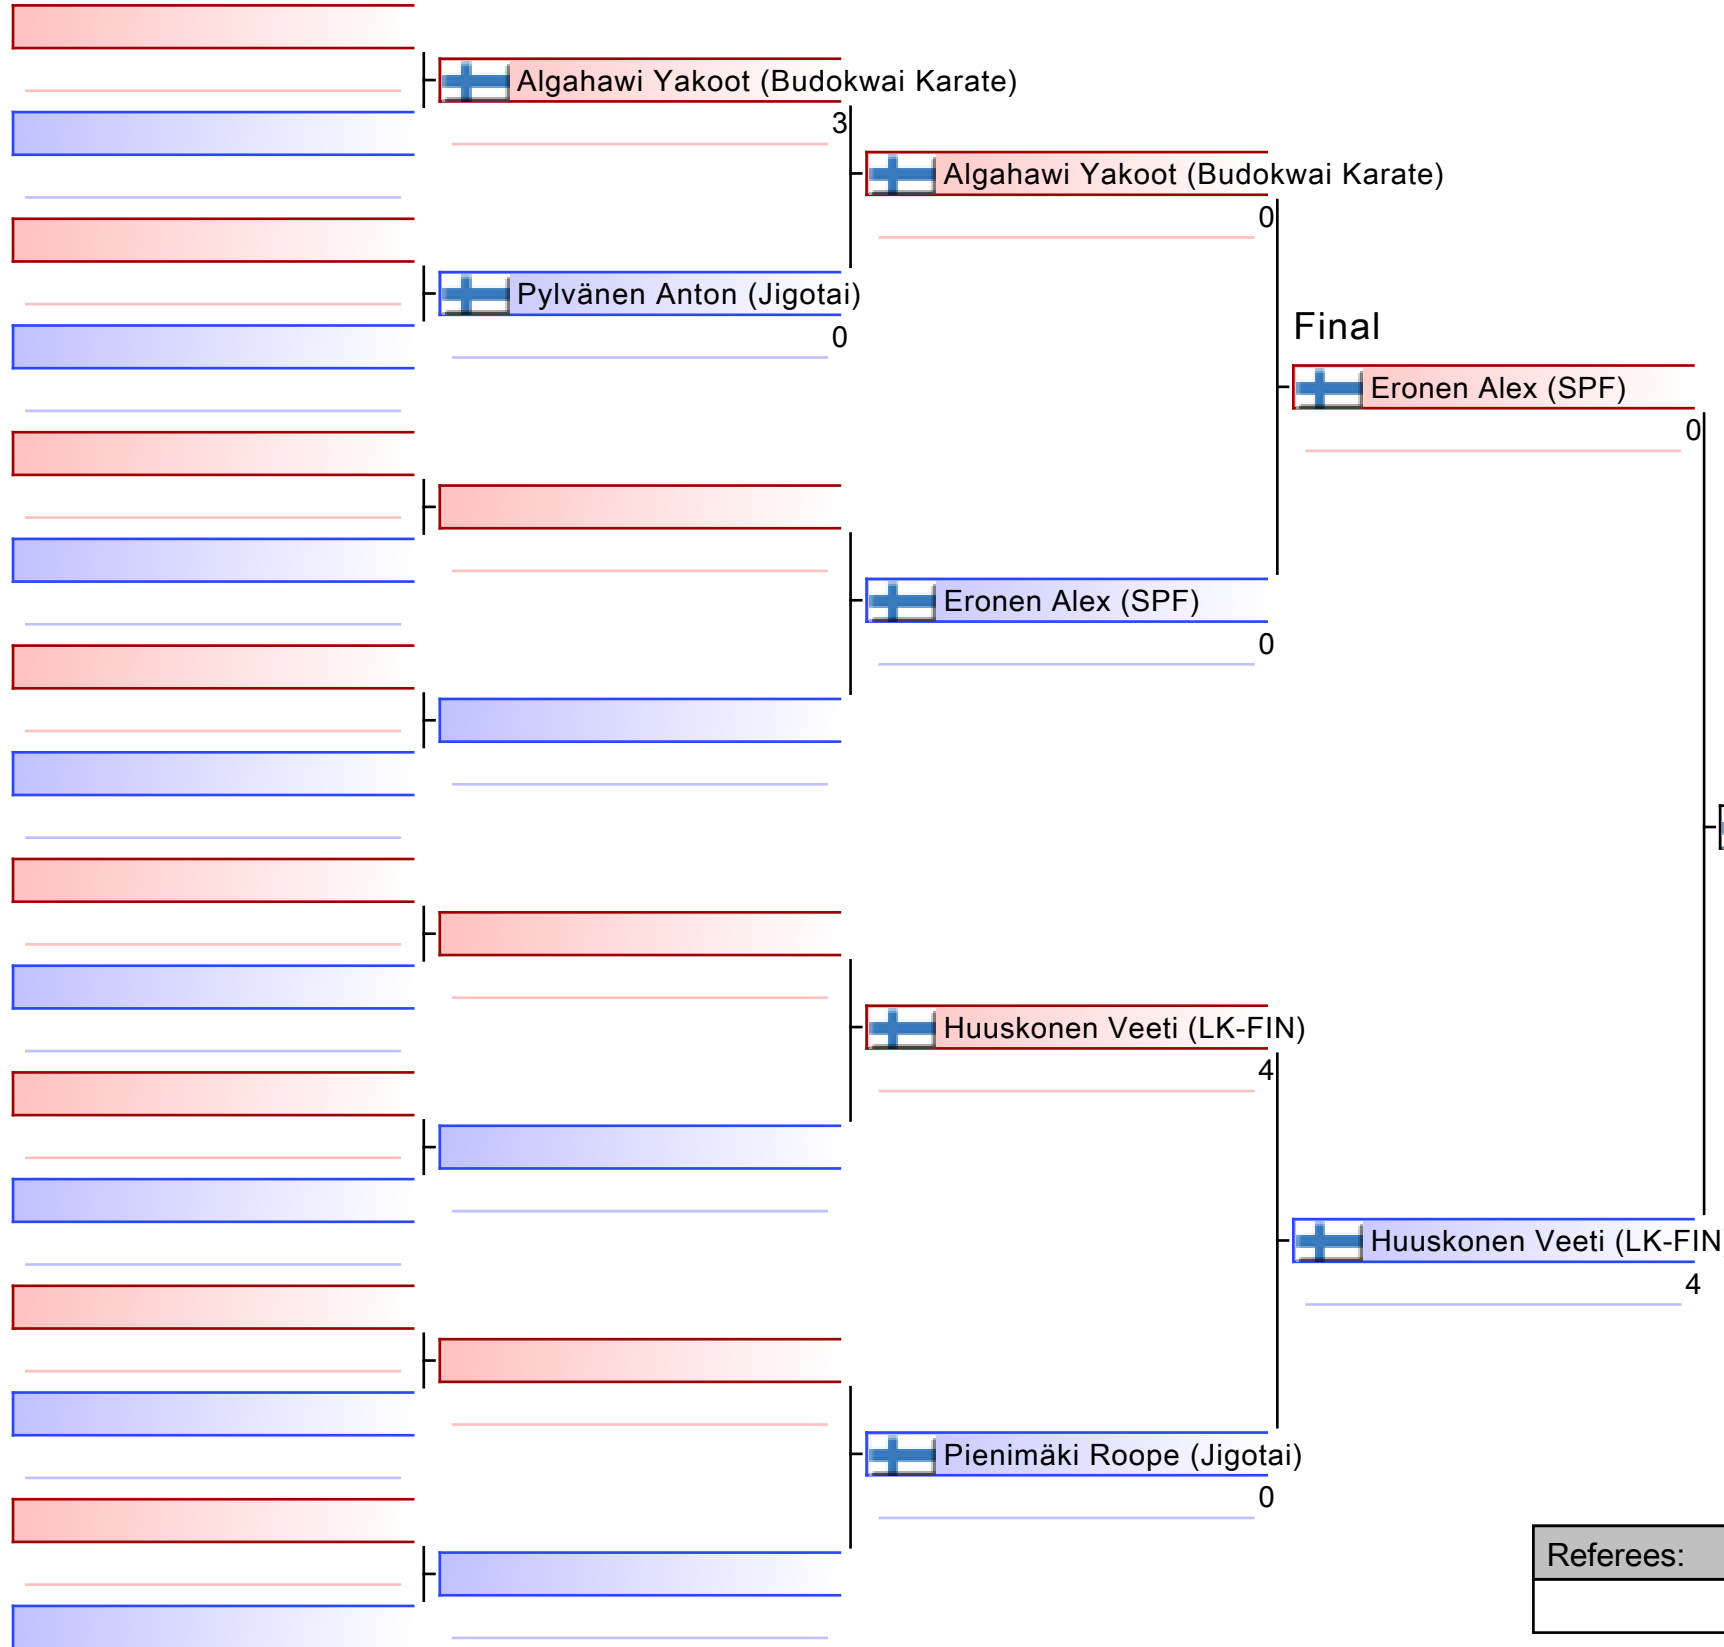 Algahawi Yakoot (Budokwai Karate)
3
Algahawi Yakoot (Budokwai Karate)
0
Pylvänen Anton (Jigotai)
0
Final
Eronen Alex (SPF)
0
Eronen Alex (SPF)
0
Huuskonen Veeti (LK-FIN)
4
Huuskonen Veeti (LK-FIN
4
Pienimäki Roope (Jigotai)
0
Referees: